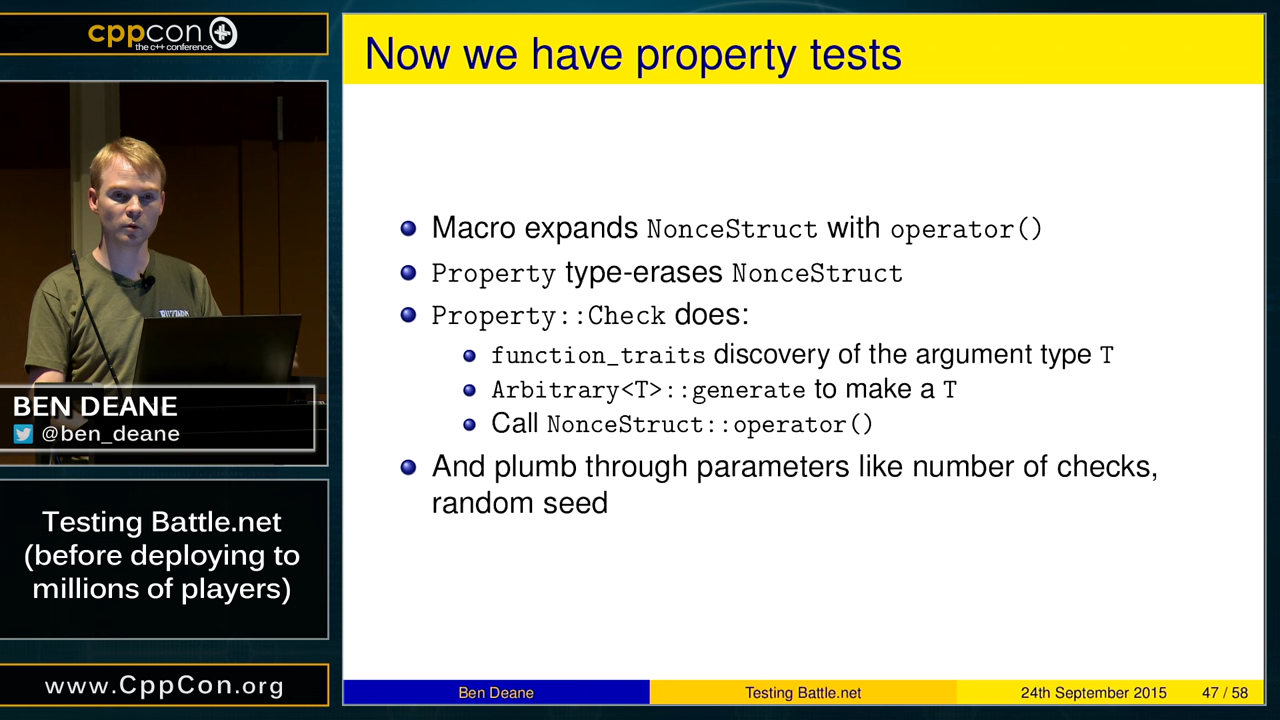 cppcon
the c++ conference
BLIZZARD
BEN DEANE
@ben_deane
Testing Battle.net
(before deploying to
millions of players)
www.CppCon.org
Now we have property tests
Macro expands NonceStruct with operator()
Property type-erases NonceStruct
Property::Check does:
function_traits discovery of the argument type T
Arbitrary<T>::generate to make a T
Call NonceStruct::operator()
And plumb through parameters like number of checks,
random seed
Ben Deane
Testing Battle.net
24th September 2015 47 / 58